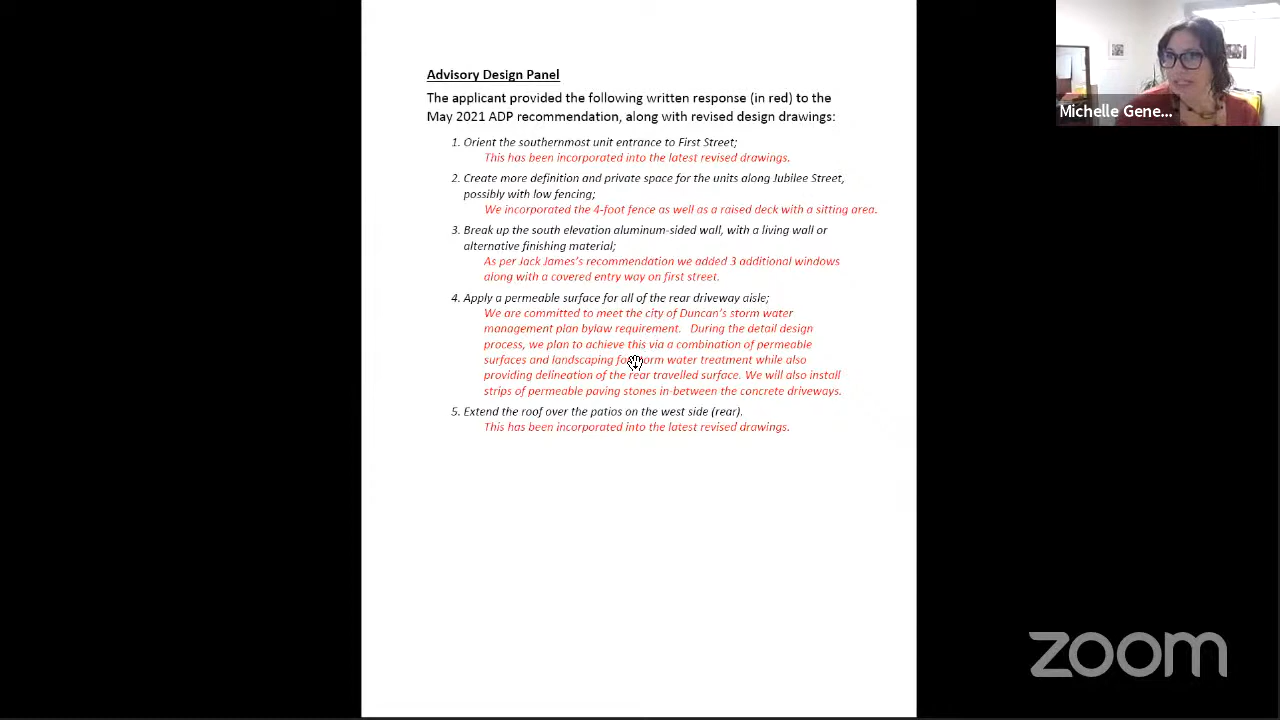 Advisory Design Panel
The applicant provided the following written response (in red) to the
May 2021 ADP recommendation, along with revised design drawings:
1. Orient the southernmost unit entrance to First Street;
This has been incorporated into the latest revised drawings.
2. Create more definition and private space for the units along Jubilee Street,
possibly with low fencing;
We incorporated the 4-foot fence as well as a raised deck with a sitting area.
3. Break up the south elevation aluminum-sided wall, with a living wall or
alternative finishing material;
As per Jack James's recommendation we added 3 additional windows
along with a covered entry way on first street.
4. Apply a permeable surface for all of the rear driveway aisle;
We are committed to meet the city of Duncan's storm water
management plan bylaw requirement. During the detail design
process, we plan to achieve this via a combination of permeable
surfaces and landscaping for storm water treatment while also
providing delineation of the rear travelled surface. We will also install
strips of permeable paving stones in-between the concrete driveways.
5. Extend the roof over the patios on the west side (rear).
This has been incorporated into the latest revised drawings.
Michelle Gene...
zoom